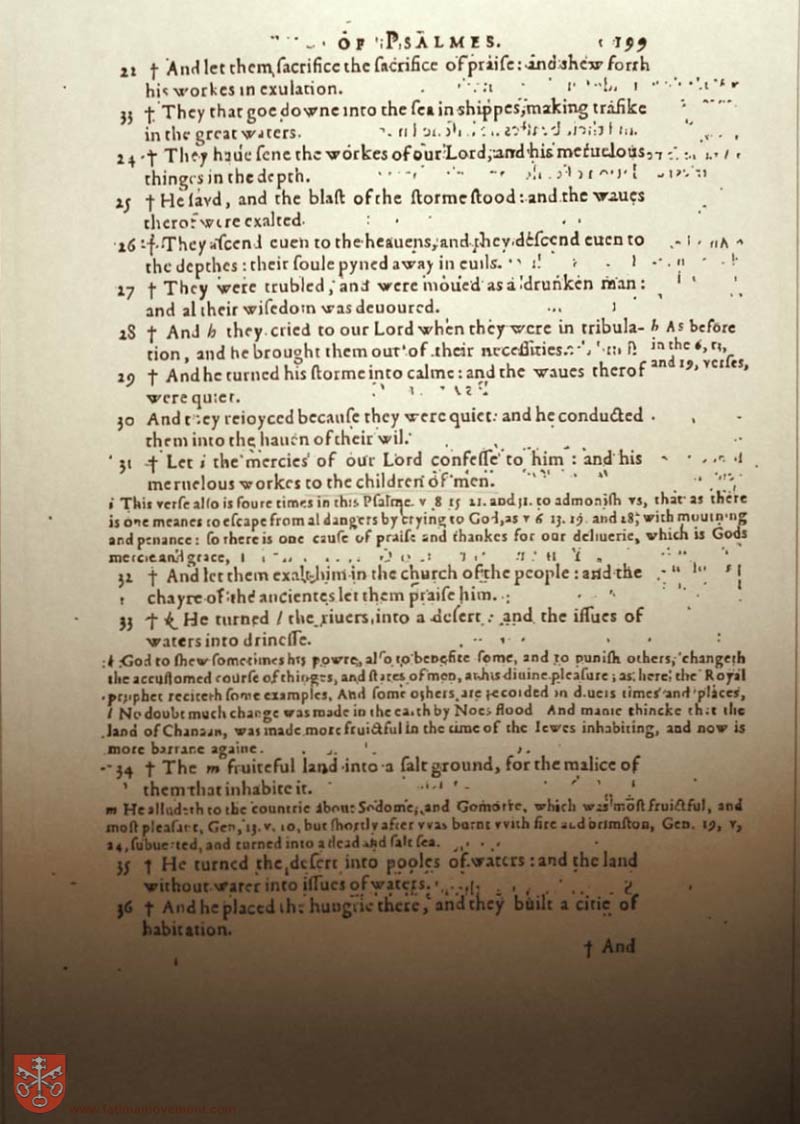 OF PSALMES. 199
22 † And let them sacrifice the sacrifice of praise: and shew forth
his workes in exulation.
33 † They that goe downe into the sea in shippes, making trafike
in the great waters.
24 † They haue sene the workes of our Lord, and his meruelous
thinges in the depth.
25 † He sayd, and the blast of the storme stood: and the waues
therof were exalted.
26 † They ascend euen to the heauens, and they descend euen to
the depthes: their soule pyned away in euils.
27 † They were trubled, and were moued as a drunken man:
and al their wisedom was deuoured.
28 † And h they cried to our Lord when they were in tribula-
tion, and he brought them out of their necessities.
h As before
in the 6, 13,
and 19, verses,
29 † And he turned his storme into calme: and the waues therof
were quiet.
30 And they reioyced because they were quiet: and he conducted
them into the hauen of their wil.
31 † Let i the mercies of our Lord confesse to him: and his
meruelous workes to the children of men.
i This verse also is foure times in this Psalme. v 8 15 21. and 31. to admonish vs, that as there
is one meanes to escape from al dangers by crying to God, as v 6 13. 19. and 28; with mourning
and penance: so there is one cause of praise and thankes for our deliuerie, which is Gods
mercie and grace,
32 † And let them exalt him in the church of the people: and the
chayre of the ancientes let them praise him.
33 † k He turned l the riuers into a desert: and the issues of
waters into drinesse.
k God to shew sometimes his powre, also to benefite some, and to punish others, changeth
the accustomed course of thinges, and states of men, at his diuine pleasure; as here the Royal
prophet reciteth some examples, And some others are recorded in diuers times and places,
l No doubt much change was made in the earth by Noes flood And manie thincke that the
land of Chanaan, was made more fruictful in the time of the Iewes inhabiting, and now is
more barrane againe.
34 † The m fruiteful land into a salt ground, for the malice of
them that inhabite it.
m He alludeth to the countrie about Sodome, and Gomorre, which was most fruictful, and
most pleasant, Gen, 13. v. 10, but shortly after vvas burnt vvith fire and brimston, Gen. 19, v,
24, subuerted, and turned into a dead and salt sea.
35 † He turned the desert into pooles of waters: and the land
without water into issues of waters.
36 † And he placed the hungrie there, and they built a citie of
habitation.
† And
www.fatimamovement.com